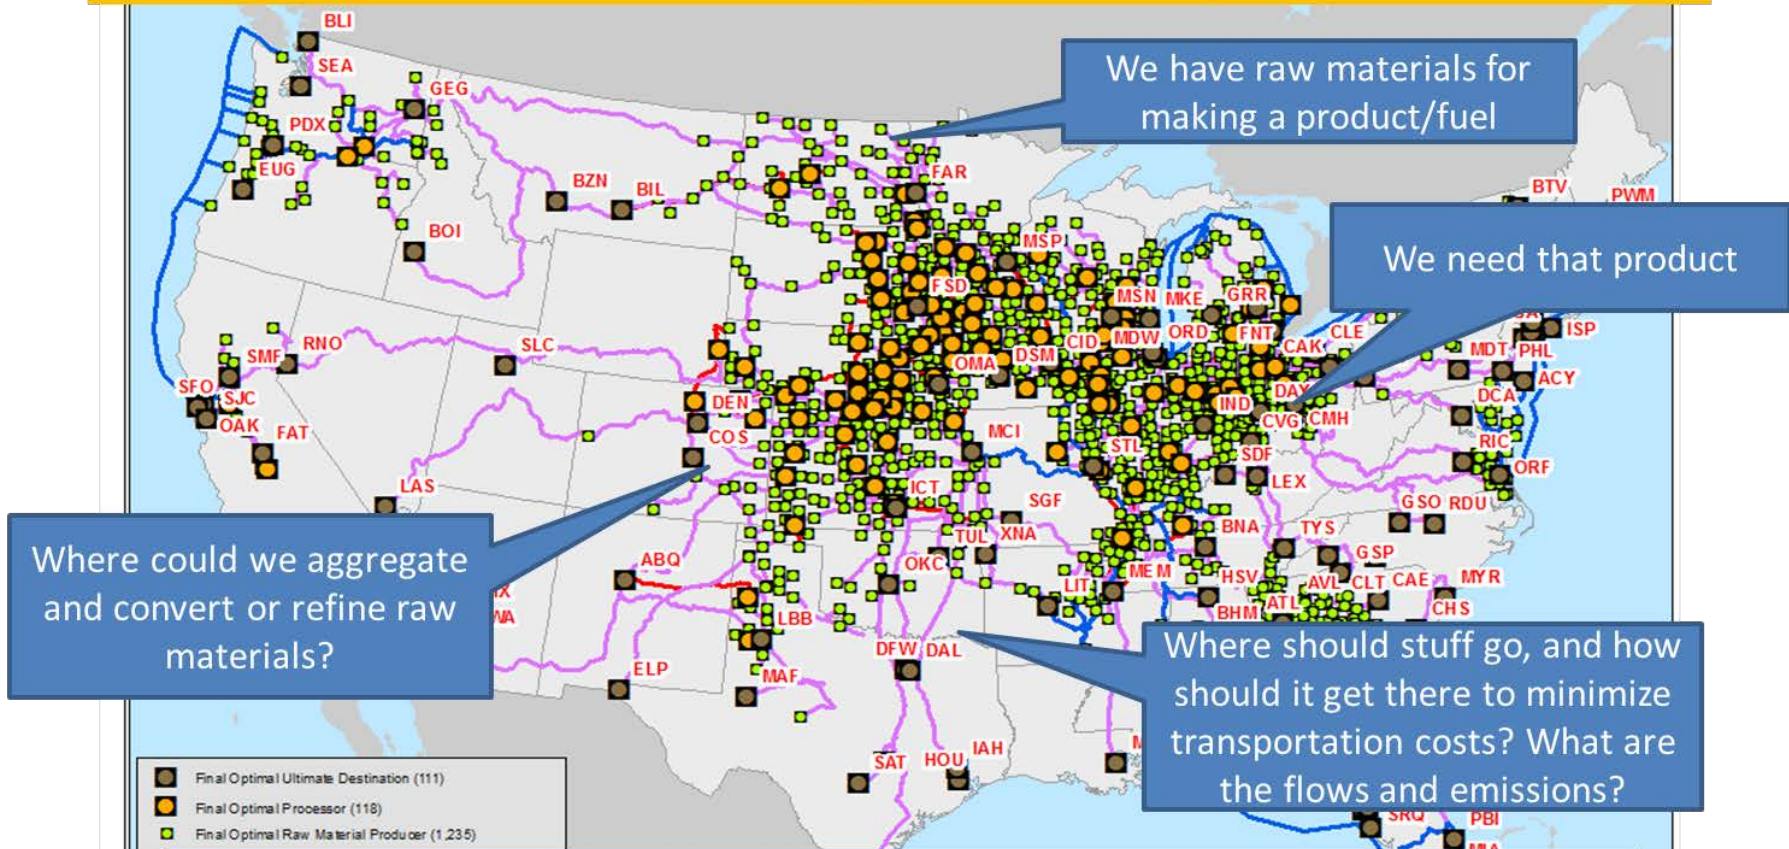 BLI
SEA
GEG
PDX
EUG
BOI
BZN
BIL
FAR
We have raw materials for
making a product/fuel
BTV
PWM
We need that product
MSP
FSD
MSN
MKE
GRR
ORD
FNT
CLE
CAK
ISP
MDT
PHL
ACY
DCA
RNO
SMF
SFO
SJC
OAK
FAT
SLC
LAS
DEN
COS
OMA
DSM
CID
MDW
IND
DAY
CVG
CMH
MCI
STL
SDF
LEX
RIC
ORF
ICT
SGF
GSO
RDU
TUL
XNA
BNA
TYS
GSP
OKC
LIT
MEM
HSV
AVL
CLT
CAE
MYR
BHM
ATL
CHS
Where could we aggregate
and convert or refine raw
materials?
ABQ
LBB
ELP
MAF
DFW
DAL
Where should stuff go, and how
should it get there to minimize
transportation costs? What are
the flows and emissions?
SAT
HOU
IAH
SRQ
PBI
MIA
Final Optimal Ultimate Destination (111)
Final Optimal Processor (118)
Final Optimal Raw Material Producer (1,235)